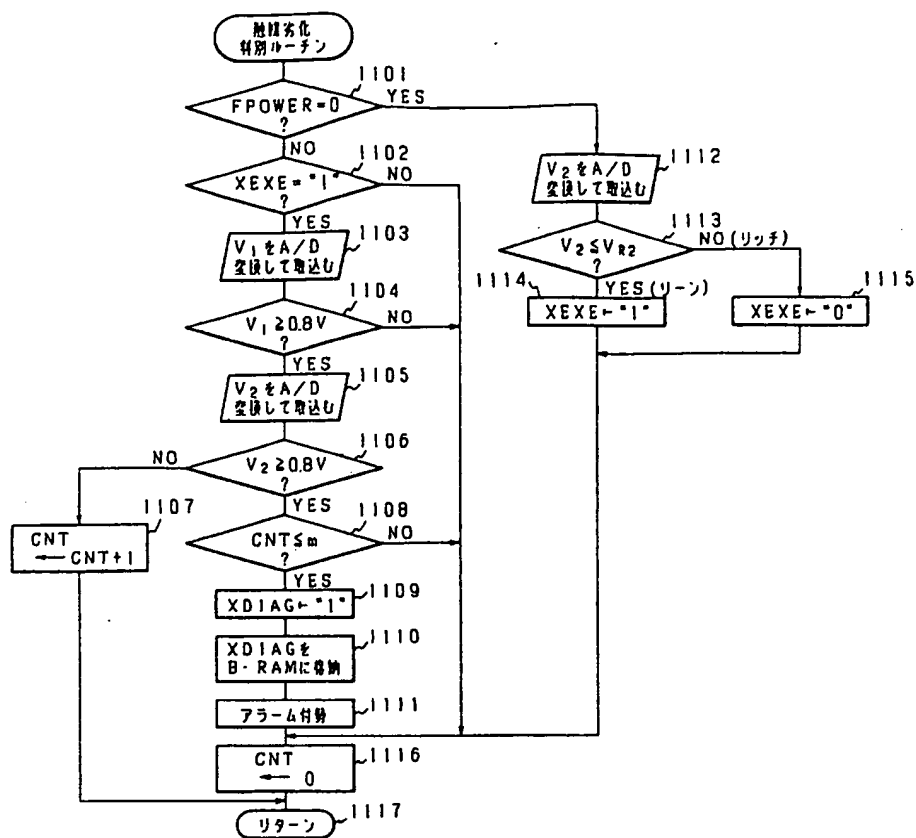 触媒劣化
判別ルーチン
1101
FPOWER=0
?
YES
NO
1102
XEXE="1"
?
NO
YES
1103
V1をA/D
変換して取込む
1104
V1≧0.8V
?
NO
YES
1105
V2をA/D
変換して取込む
1106
V2≧0.8V
?
NO
YES
1107
CNT
←CNT+1
1108
CNT≦m
?
NO
YES
1109
XDIAG←"1"
1110
XDIAGを
B・RAMに格納
1111
アラーム付勢
1112
V2をA/D
変換して取込む
1113
V2≦VR2
?
NO(リッチ)
YES(リーン)
1114
XEXE←"1"
1115
XEXE←"0"
1116
CNT
←0
1117
リターン